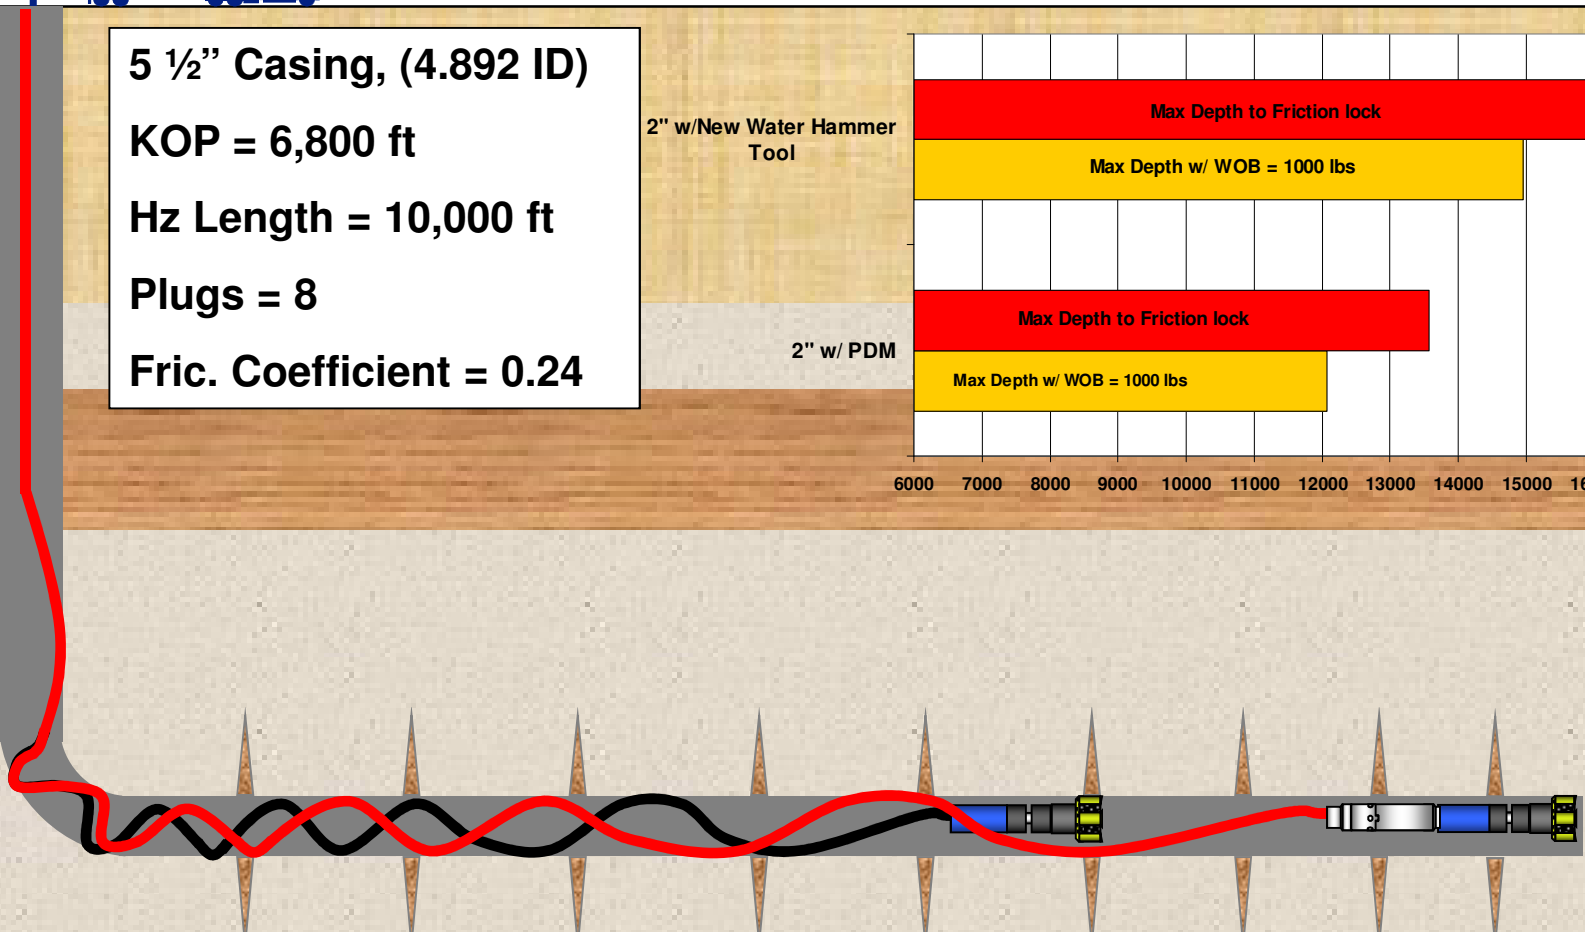 5 ½” Casing, (4.892 ID)
KOP = 6,800 ft
Hz Length = 10,000 ft
Plugs = 8
Fric. Coefficient = 0.24
2" w/New Water Hammer
Tool
Max Depth to Friction lock
Max Depth w/ WOB = 1000 lbs
2" w/ PDM
Max Depth to Friction lock
Max Depth w/ WOB = 1000 lbs
6000 7000 8000 9000 10000 11000 12000 13000 14000 15000